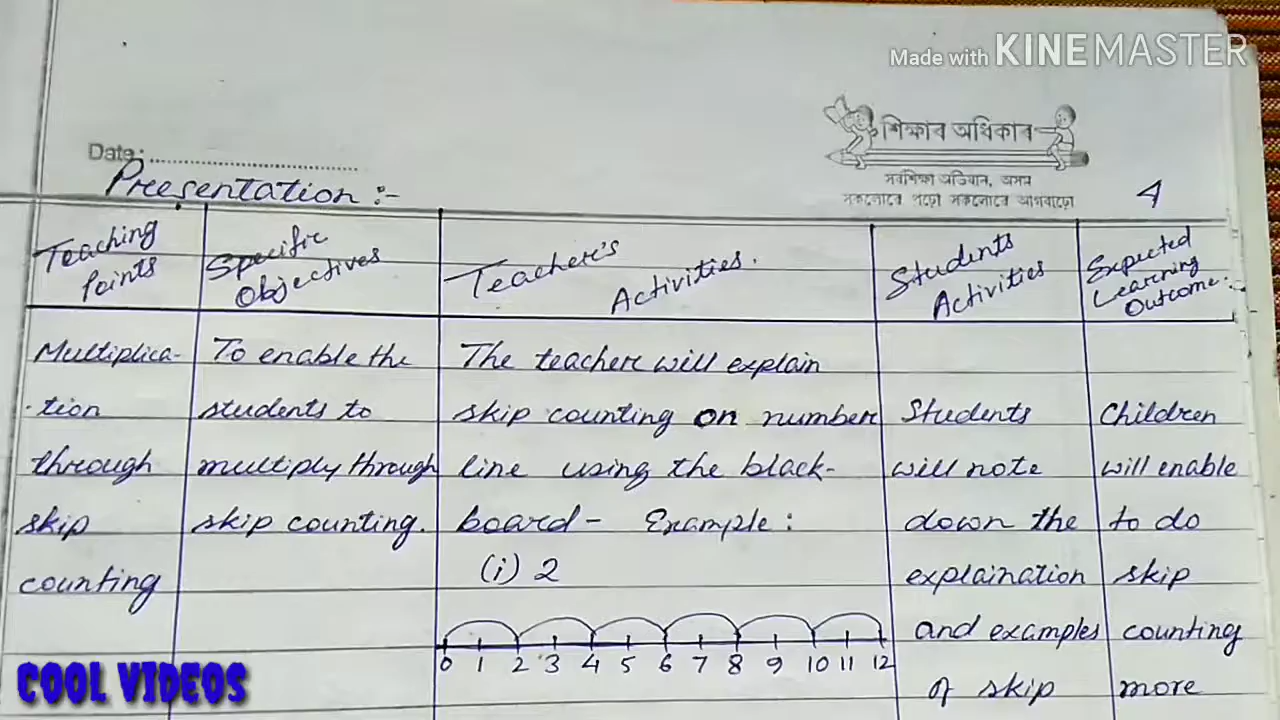 Made with KINEMASTER
শিক্ষাৰ অধিকাৰ
Date:
সৰ্বশিক্ষা অভিযান, অসম
সকলোৱে পঢ়ো সকলোৱে আগবাঢ়ো
Presentation :-
4
Teaching Points
Specific Objectives
Teacher's Activities.
Students Activities
Expected Learning Outcome:
Multiplica-
tion
through
skip
counting
To enable the
students to
multiply through
skip counting.
The teacher will explain
skip counting on number
line using the black-
board- Example:
(i) 2
0 1 2 3 4 5 6 7 8 9 10 11 12
Students
will note
down the
explaination
and examples
of skip
Children
will enable
to do
skip
counting
more
COOL VIDEOS